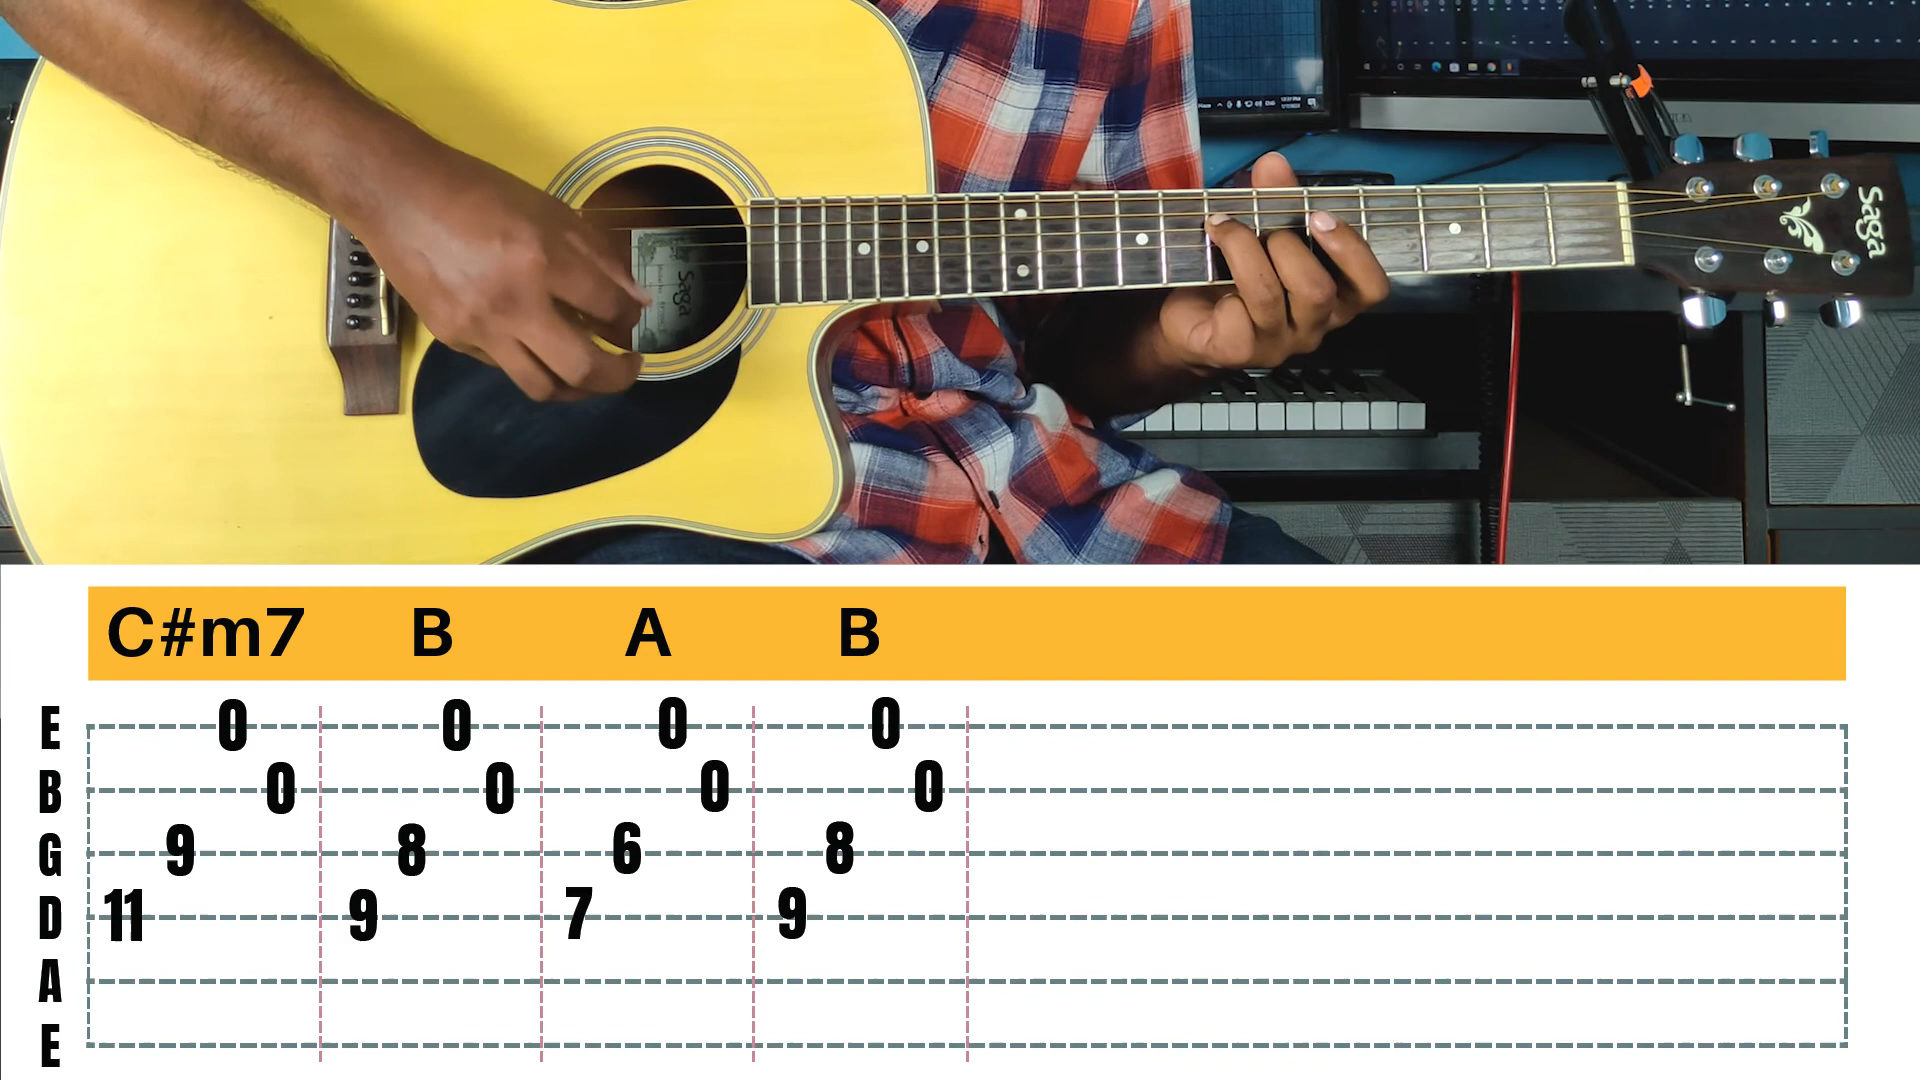 Saga
Saga
C#m7 B A B
E 0 0 0 0
B 0 0 0 0
G 9 8 6 8
D 11 9 7 9
A
E